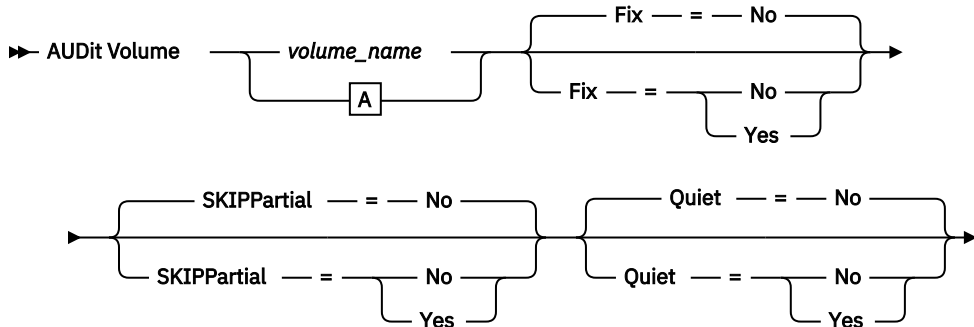 Fix = No
AUDit Volume volume_name
A
Fix = No
Yes
SKIPPartial = No
Quiet = No
SKIPPartial = No
Quiet = No
Yes
Yes